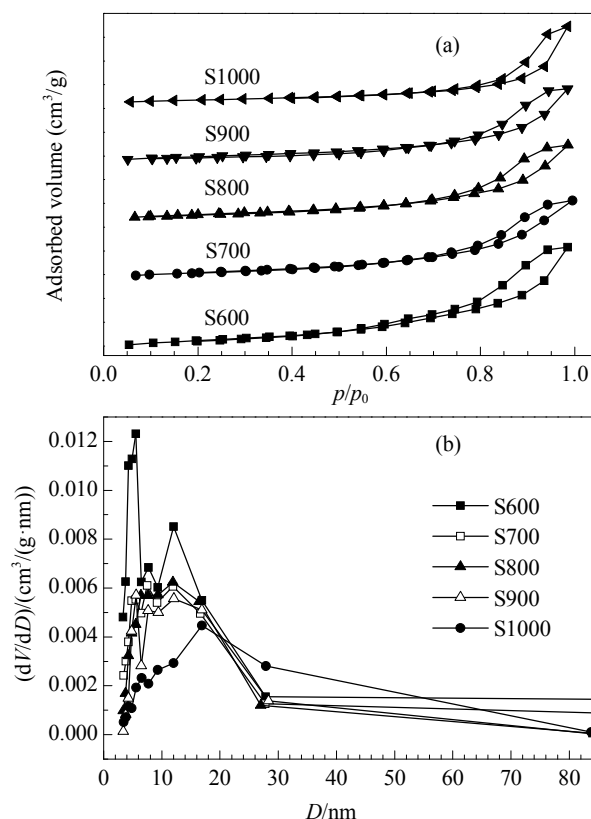 (a)
S1000
S900
S800
S700
S600
Adsorbed volume (cm³/g)
0.0 0.2 0.4 0.6 0.8 1.0
p/p₀
(b)
0.012
0.010
0.008
0.006
0.004
0.002
0.000
(dV/dD)/(cm³/(g·nm))
S600
S700
S800
S900
S1000
0 10 20 30 40 50 60 70 80
D/nm